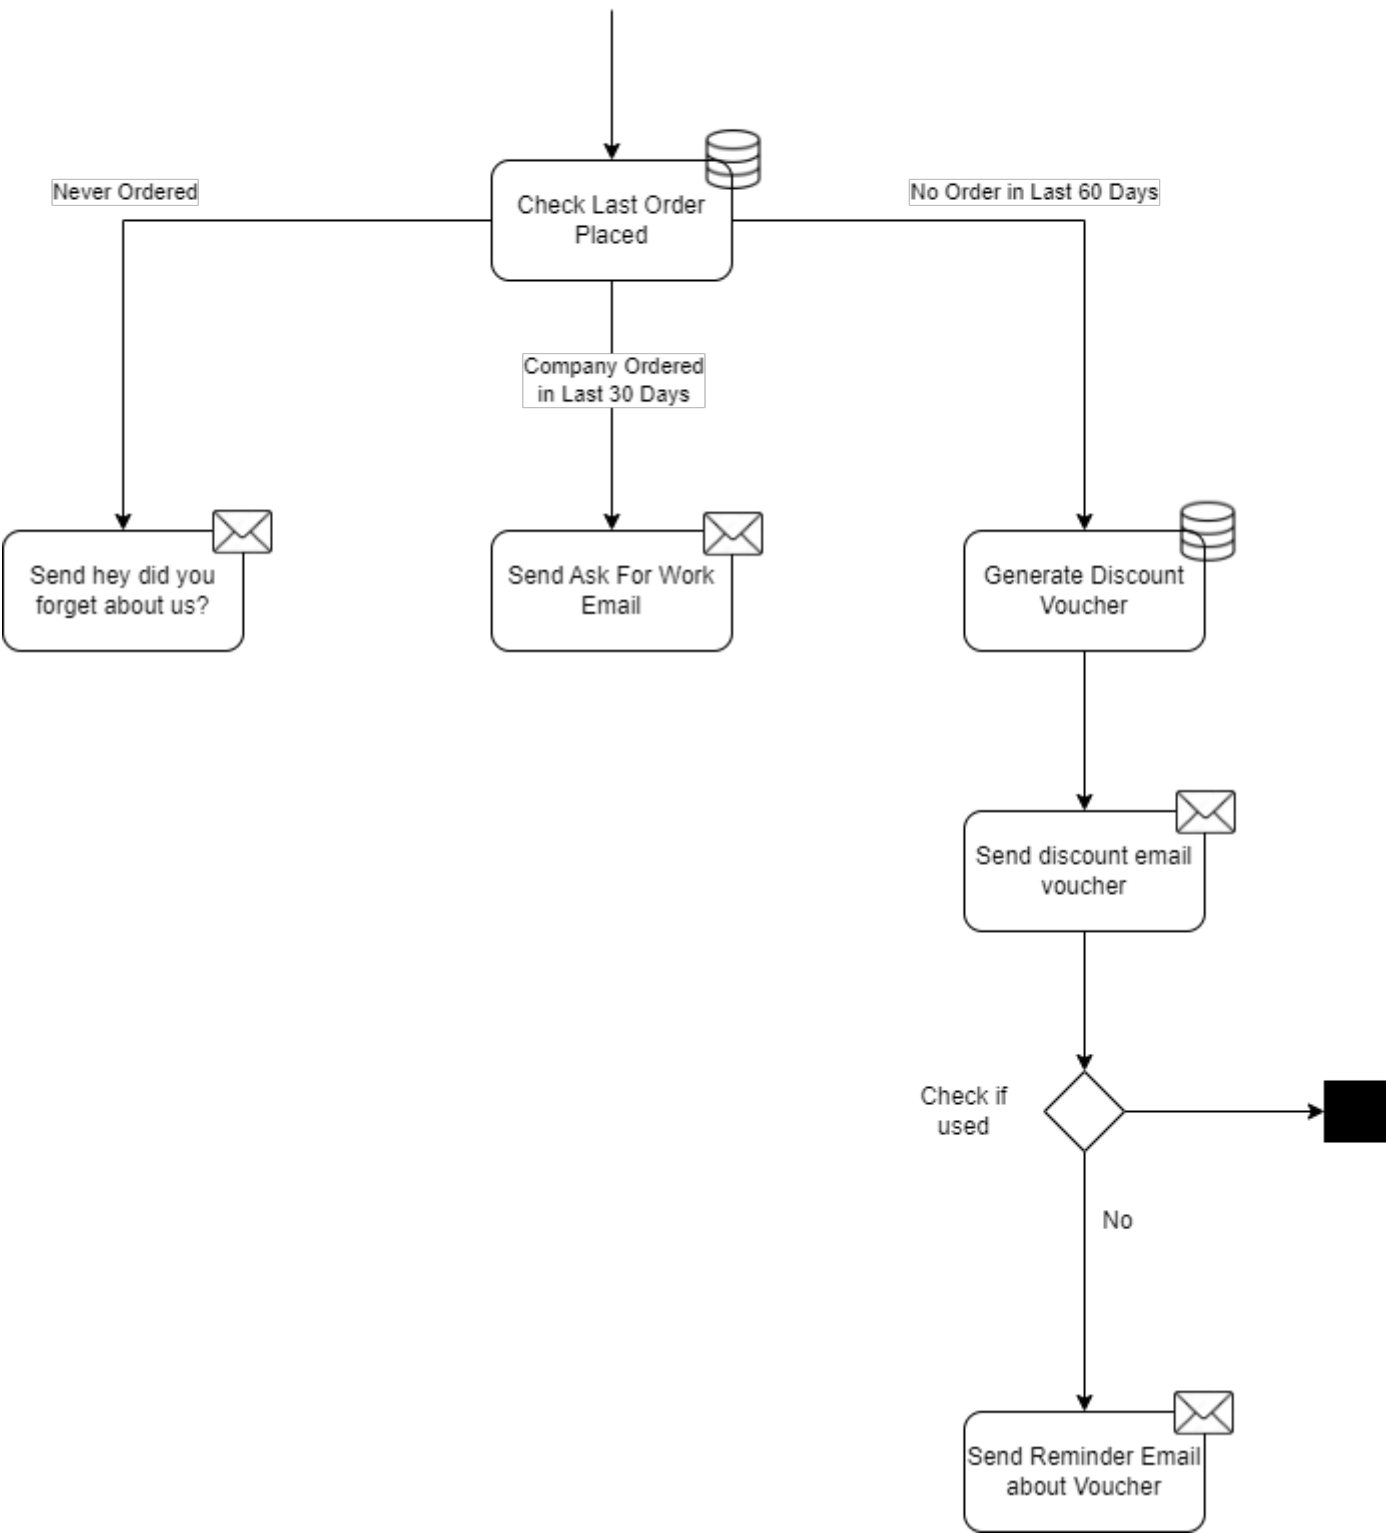 Never Ordered
No Order in Last 60 Days
Check Last Order
Placed
Company Ordered
in Last 30 Days
Send hey did you
forget about us?
Send Ask For Work
Email
Generate Discount
Voucher
Send discount email
voucher
Check if
used
No
Send Reminder Email
about Voucher